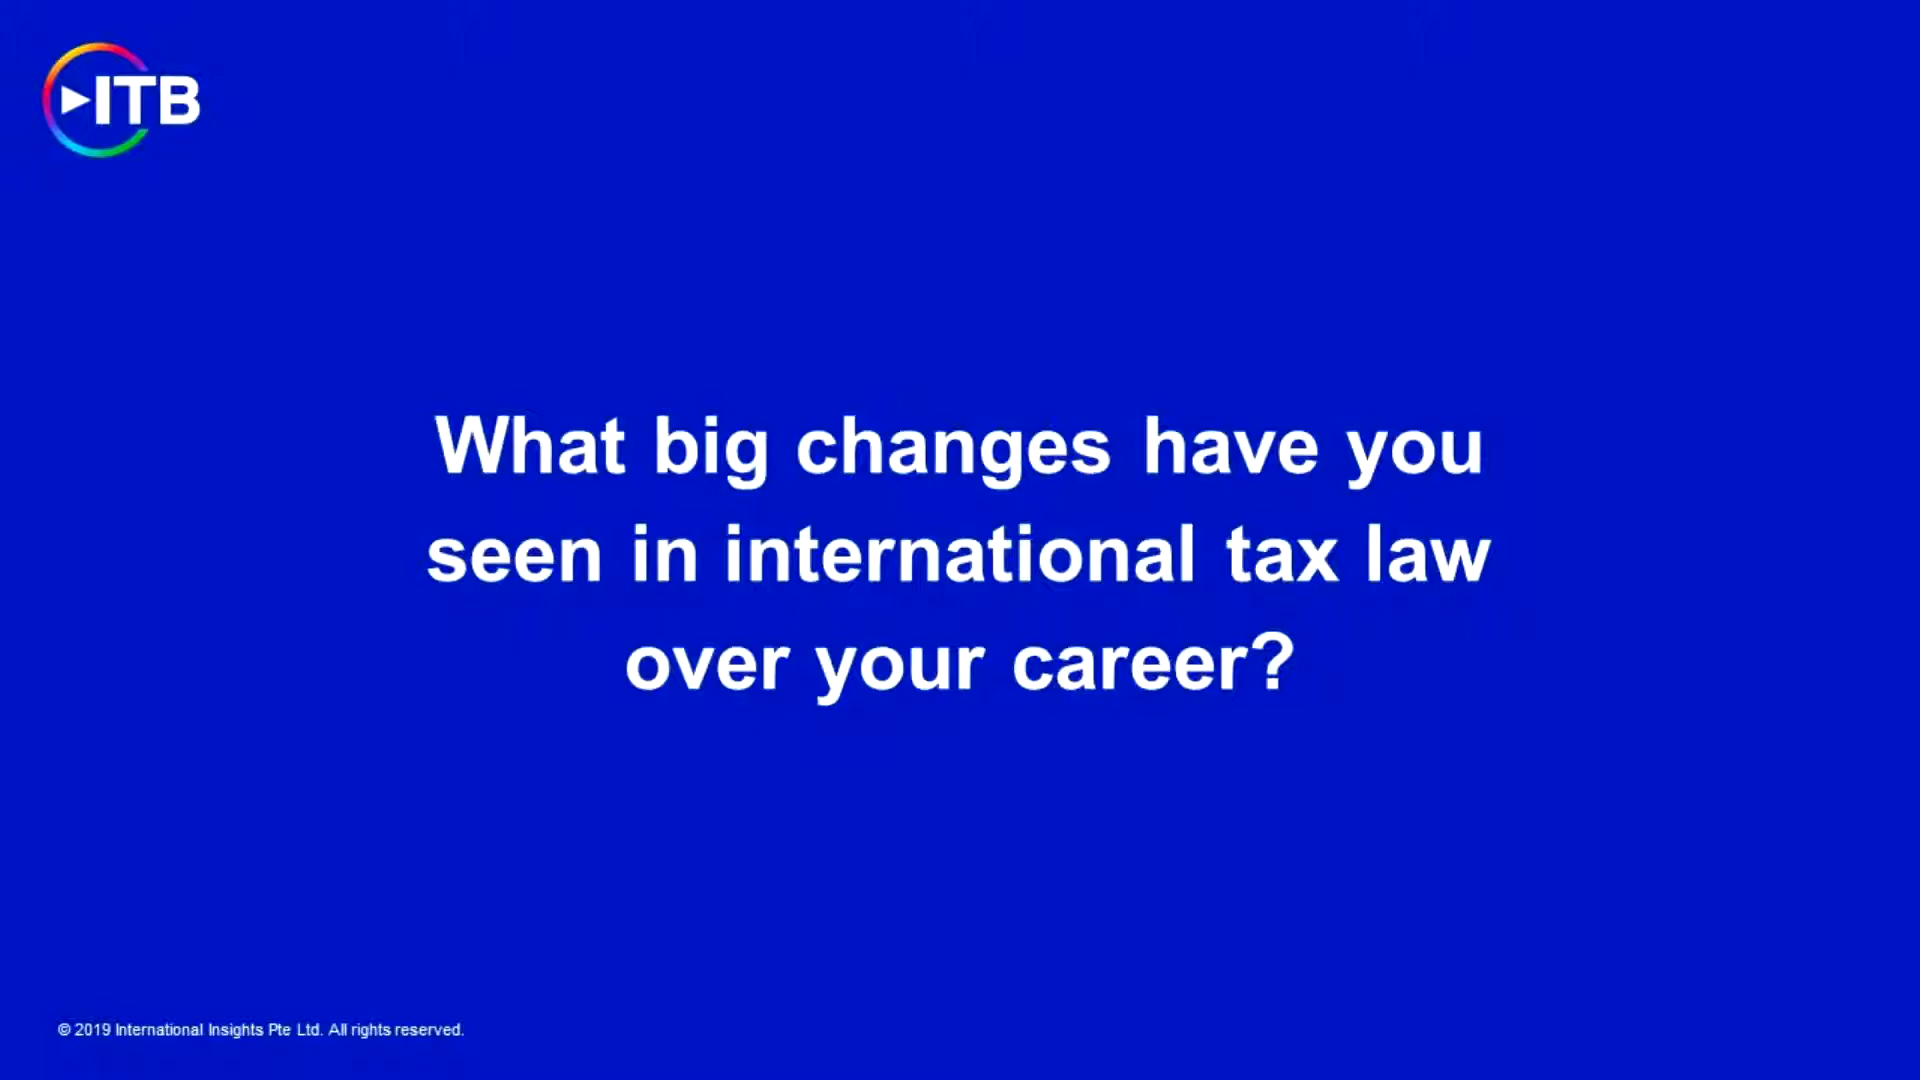 ITB
What big changes have you
seen in international tax law
over your career?
© 2019 International Insights Pte Ltd. All rights reserved.